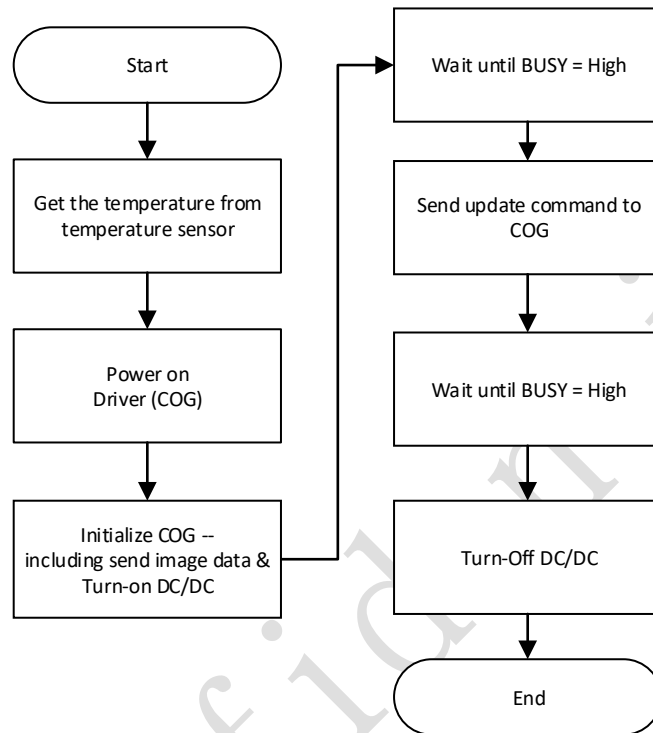 Start
Get the temperature from
temperature sensor
Power on
Driver (COG)
Initialize COG --
including send image data &
Turn-on DC/DC
Wait until BUSY = High
Send update command to
COG
Wait until BUSY = High
Turn-Off DC/DC
End